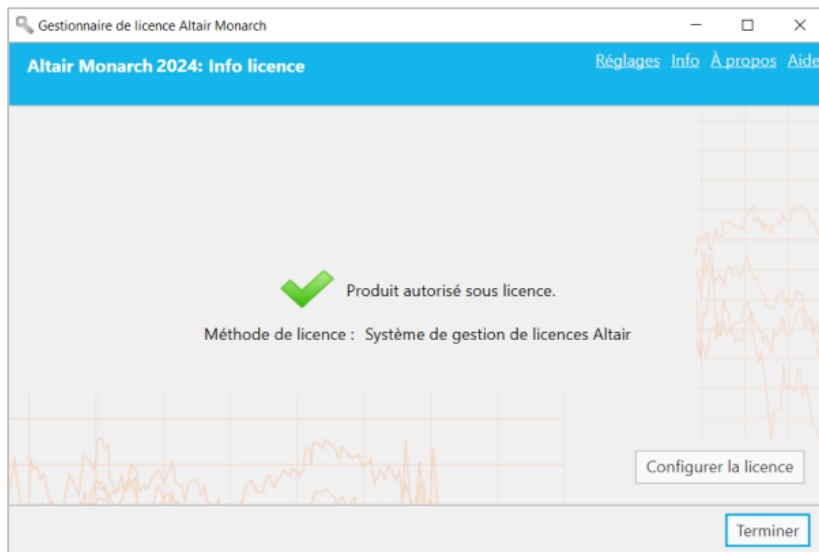 Gestionnaire de licence Altair Monarch
Altair Monarch 2024: Info licence
Réglages Info À propos Aide
Produit autorisé sous licence.
Méthode de licence : Système de gestion de licences Altair
Configurer la licence
Terminer